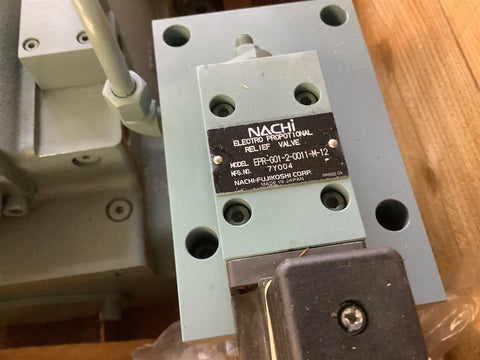 NACHi
ELECTRO PROPOTIONAL
RELIEF VALVE
MODEL EPR-G01-2-0011-M-12
MFG.NO. 7Y004
NACHI-FUJIKOSHI CORP.
MADE IN JAPAN